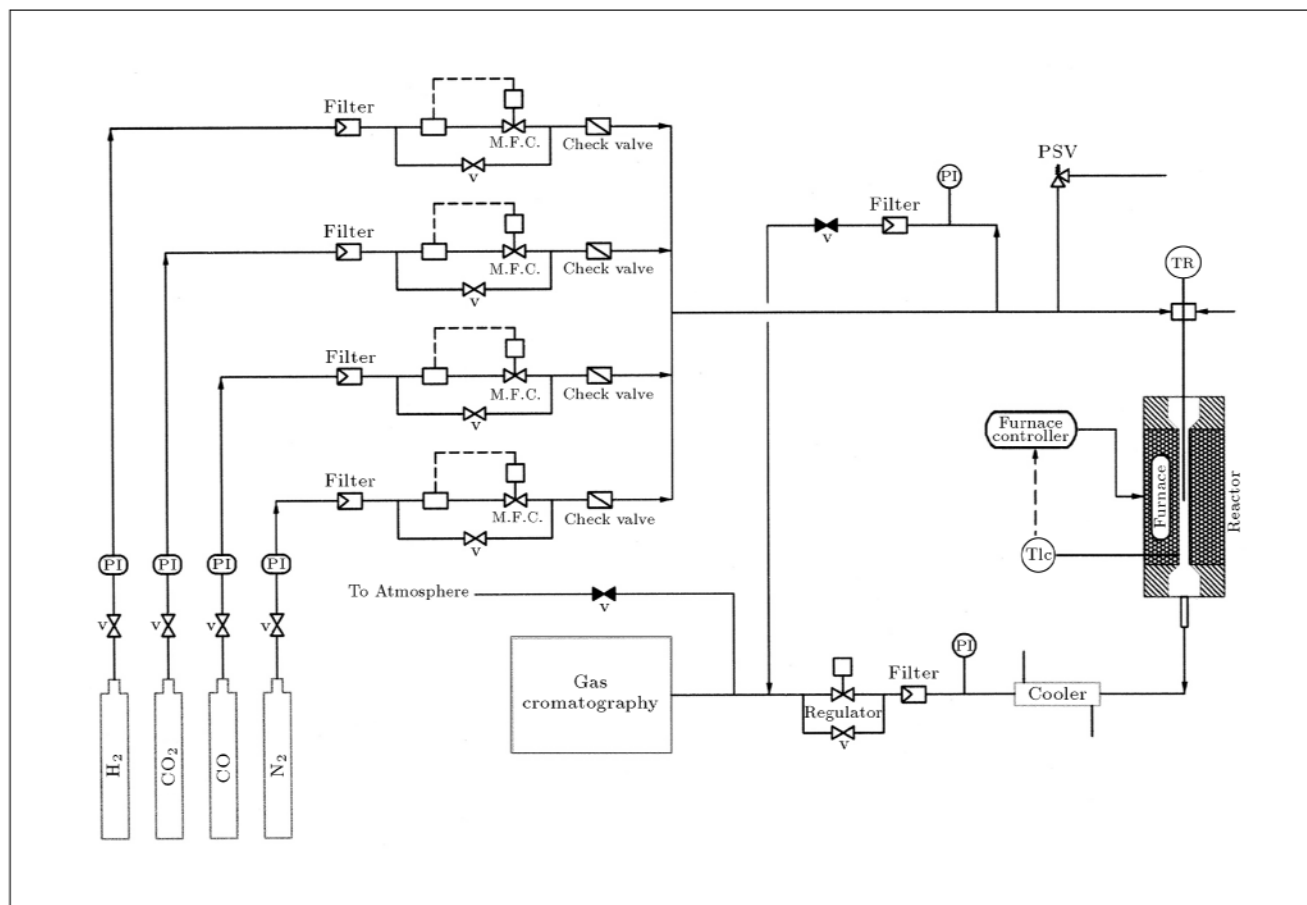 Filter
M.F.C.
Check valve
v
Filter
M.F.C.
Check valve
v
Filter
M.F.C.
Check valve
v
Filter
M.F.C.
Check valve
v
PSV
PI
Filter
v
TR
Furnace
controller
Furnace
Reactor
TIc
PI
PI
PI
PI
v
v
v
v
To Atmosphere
v
Gas
cromatography
Regulator
v
Filter
PI
Cooler
H₂
CO₂
CO
N₂